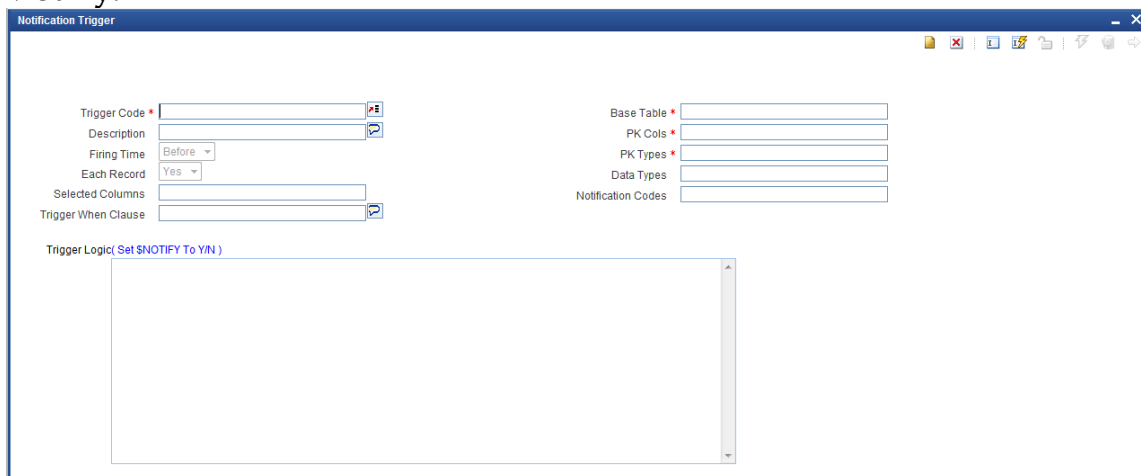 Notification Trigger
Trigger Code *
Description
Firing Time Before
Each Record Yes
Selected Columns
Trigger When Clause
Base Table *
PK Cols *
PK Types *
Data Types
Notification Codes
Trigger Logic( Set $NOTIFY To Y/N )